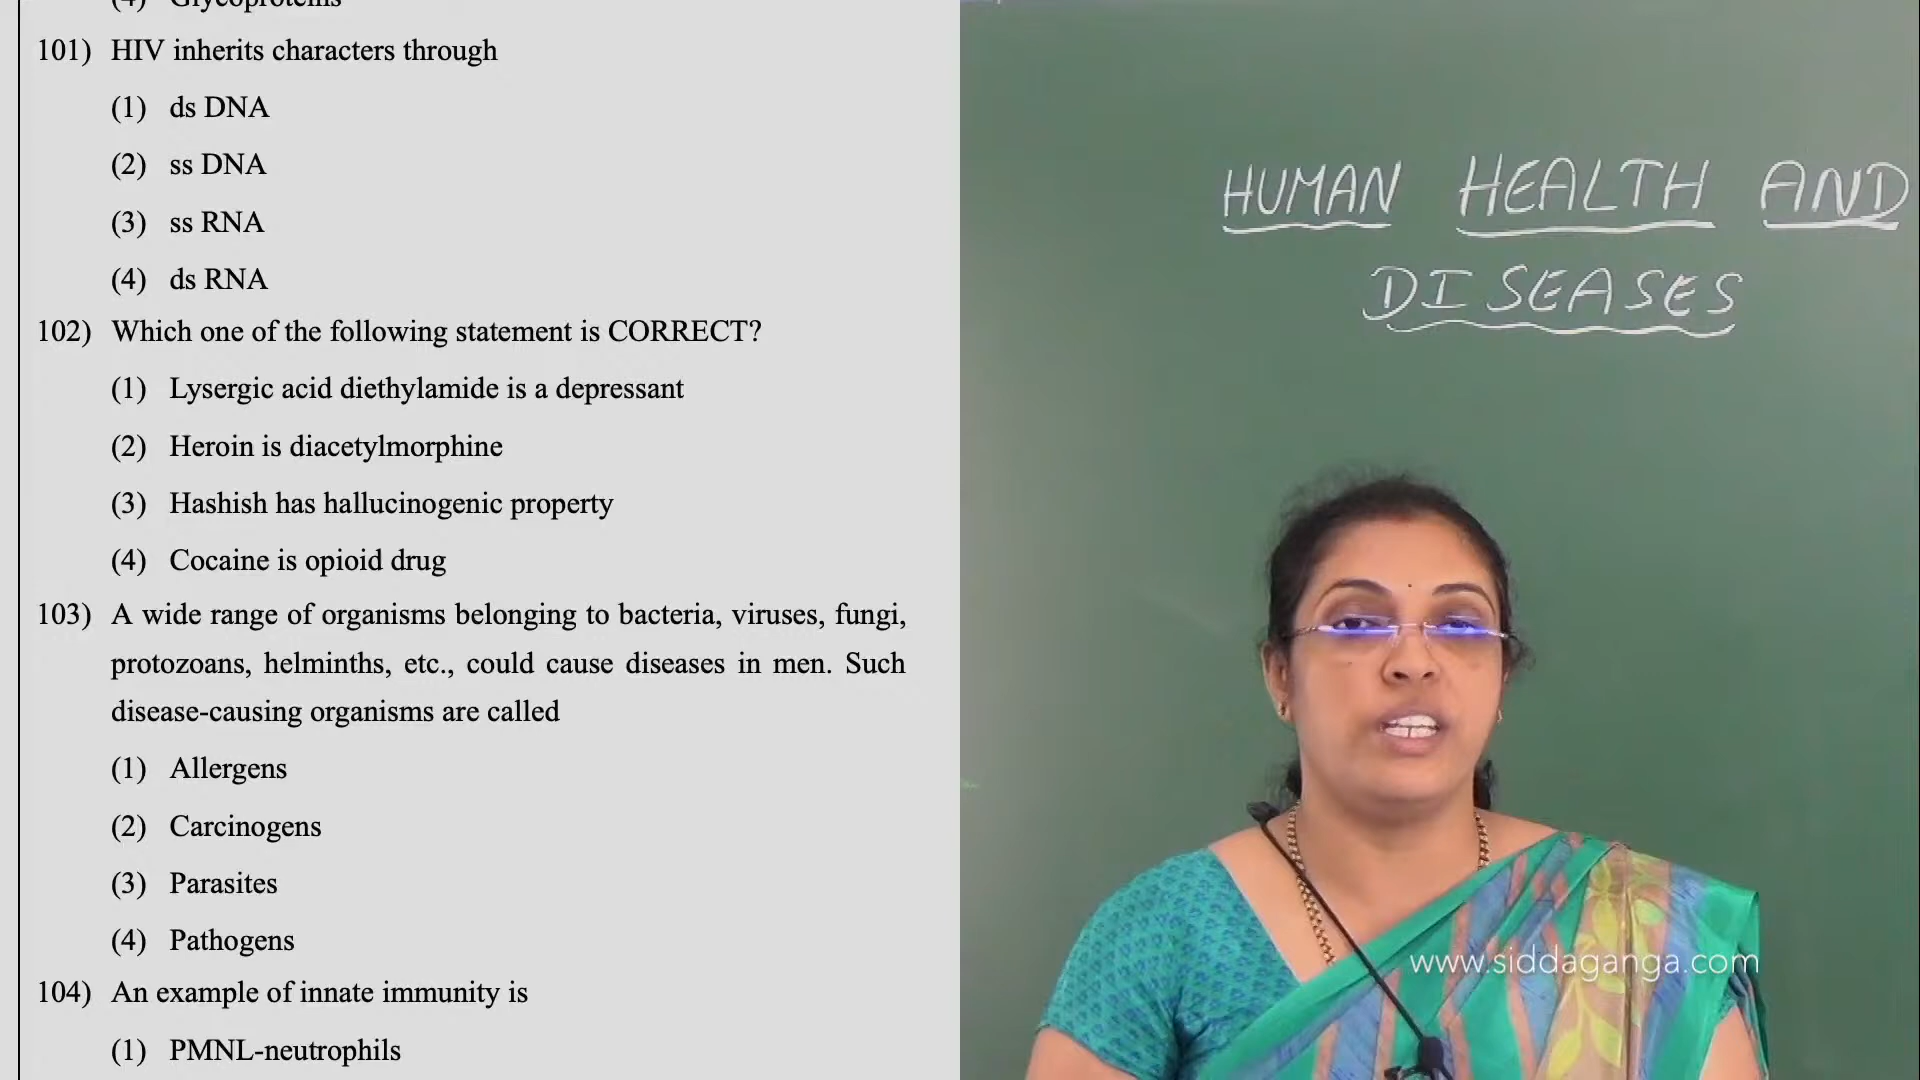 (4) Glycoproteins
101) HIV inherits characters through
(1) ds DNA
(2) ss DNA
(3) ss RNA
(4) ds RNA
102) Which one of the following statement is CORRECT?
(1) Lysergic acid diethylamide is a depressant
(2) Heroin is diacetylmorphine
(3) Hashish has hallucinogenic property
(4) Cocaine is opioid drug
103) A wide range of organisms belonging to bacteria, viruses, fungi,
protozoans, helminths, etc., could cause diseases in men. Such
disease-causing organisms are called
(1) Allergens
(2) Carcinogens
(3) Parasites
(4) Pathogens
104) An example of innate immunity is
(1) PMNL-neutrophils
HUMAN HEALTH AND
DISEASES
www.siddaganga.com